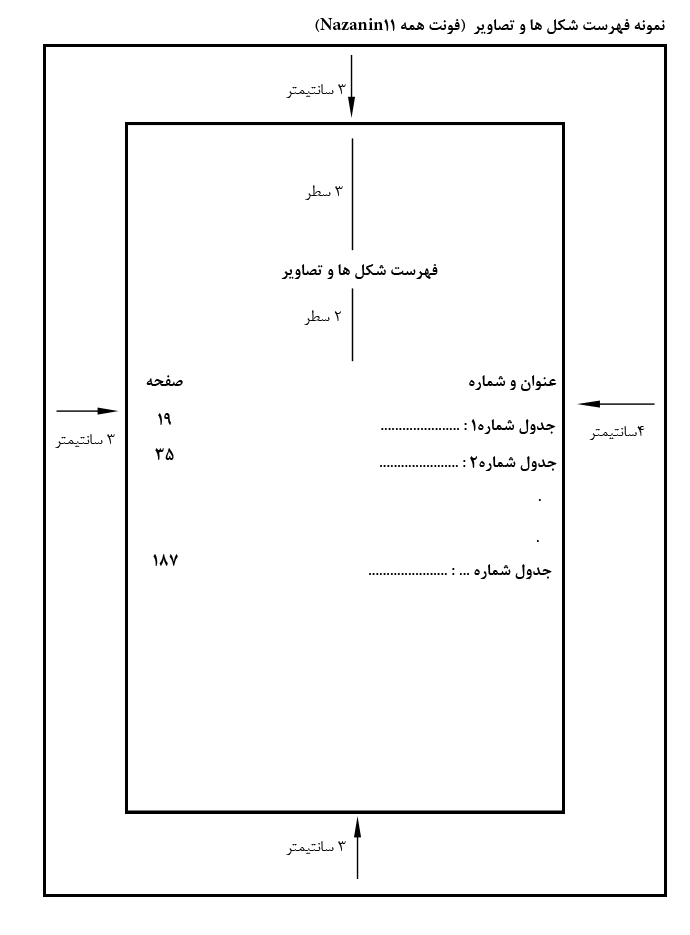 نمونه فهرست شکل ها و تصاویر (فونت همه Nazanin۱۱)
۳ سانتیمتر
۳ سطر
فهرست شکل ها و تصاویر
۲ سطر
عنوان و شماره صفحه
جدول شماره۱ : ...................... ۱۹
جدول شماره۲ : ...................... ۳۵
۴سانتیمتر
۳ سانتیمتر
.
.
جدول شماره ... : ...................... ۱۸۷
۳ سانتیمتر